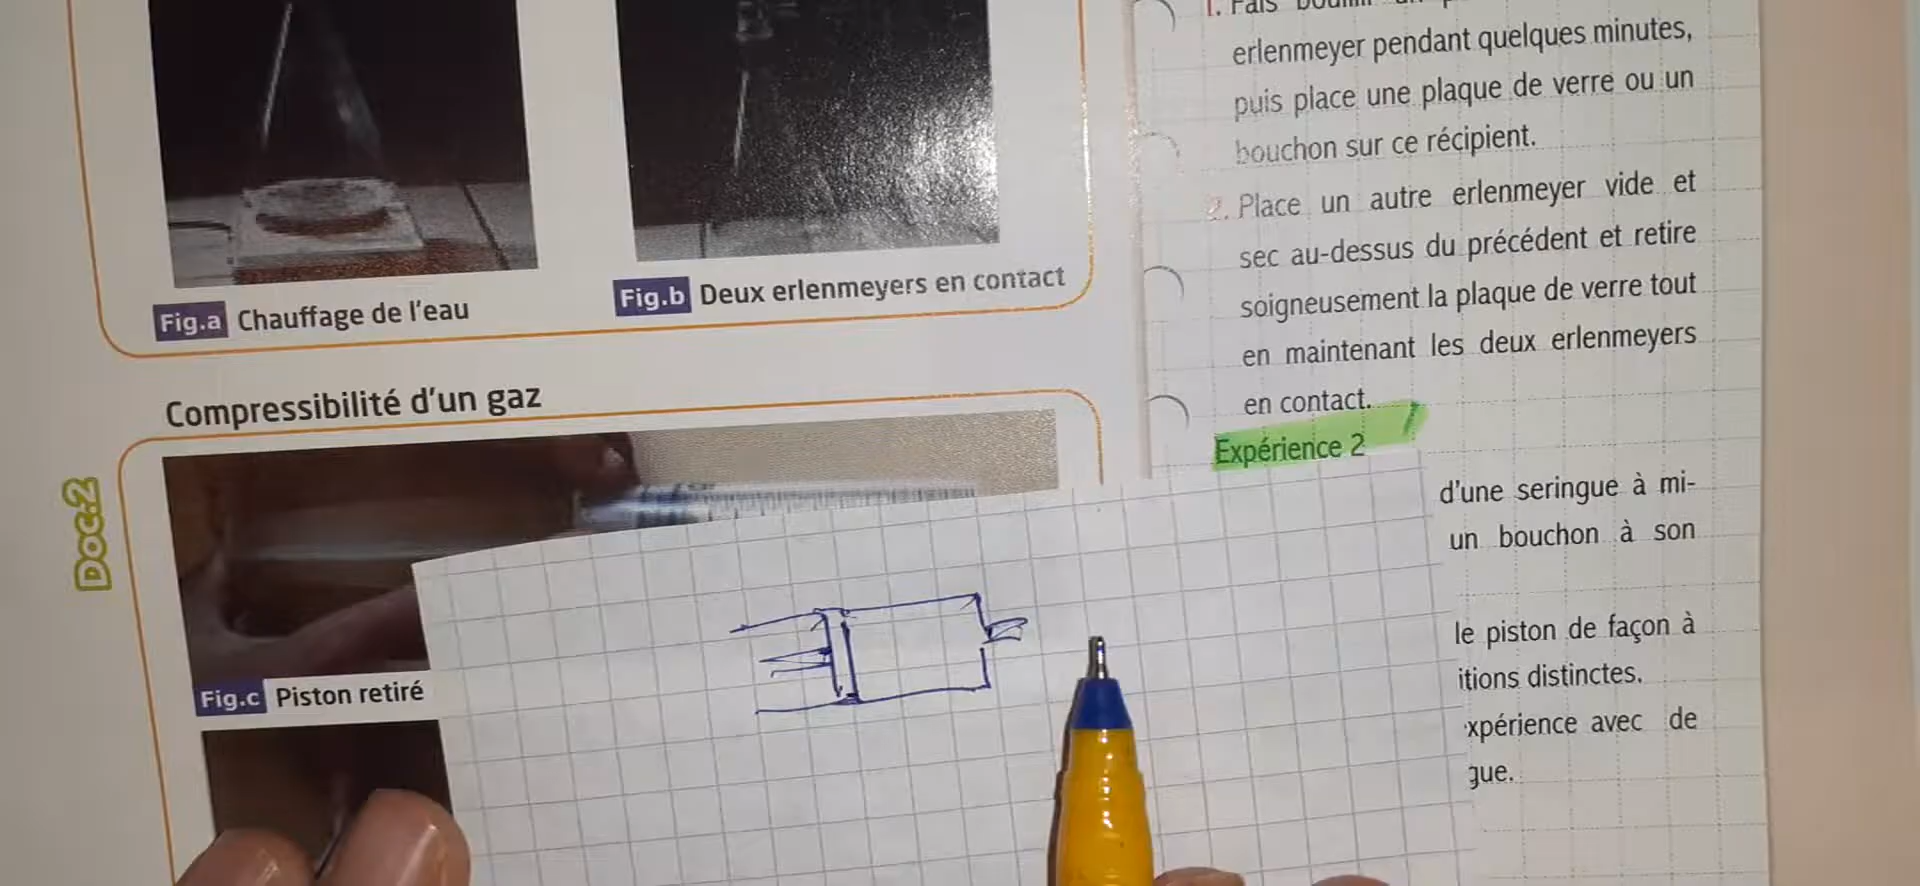 erlenmeyer pendant quelques minutes,
puis place une plaque de verre ou un
bouchon sur ce récipient.
2. Place un autre erlenmeyer vide et
sec au-dessus du précédent et retire
soigneusement la plaque de verre tout
en maintenant les deux erlenmeyers
en contact.
Fig.a Chauffage de l'eau
Fig.b Deux erlenmeyers en contact
Compressibilité d'un gaz
Doc.2
Fig.c Piston retiré
Expérience 2
d'une seringue à mi-
un bouchon à son
le piston de façon à
itions distinctes.
xpérience avec de
gue.